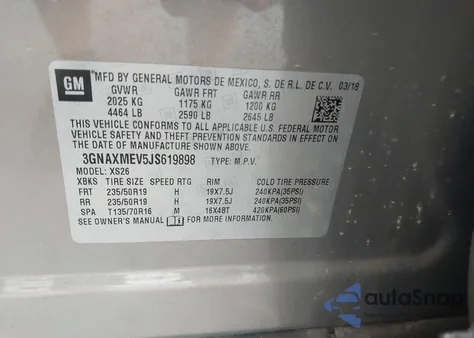 GM
MFD BY GENERAL MOTORS DE MEXICO, S. DE R.L. DE C.V. 03/18
GVWR GAWR FRT GAWR RR
2025 KG 1175 KG 1200 KG
4464 LB 2590 LB 2645 LB
THIS VEHICLE CONFORMS TO ALL APPLICABLE U.S. FEDERAL
MOTOR VEHICLE SAFETY, BUMPER, AND THEFT PREVENTION STANDARDS IN EFFECT ON
THE DATE OF MANUFACTURE SHOWN ABOVE.
3GNAXMEV5JS619898 TYPE: M.P.V.
MODEL: XS26
XBKS TIRE SIZE SPEED RTG RIM COLD TIRE PRESSURE
FRT 235/50R19 H 19X7.5J 240KPA(35PSI)
RR 235/50R19 H 19X7.5J 240KPA(35PSI)
SPA T135/70R16 M 16X4BT 420KPA(60PSI)
SEE OWNER'S MANUAL FOR MORE INFORMATION.
autoSnap